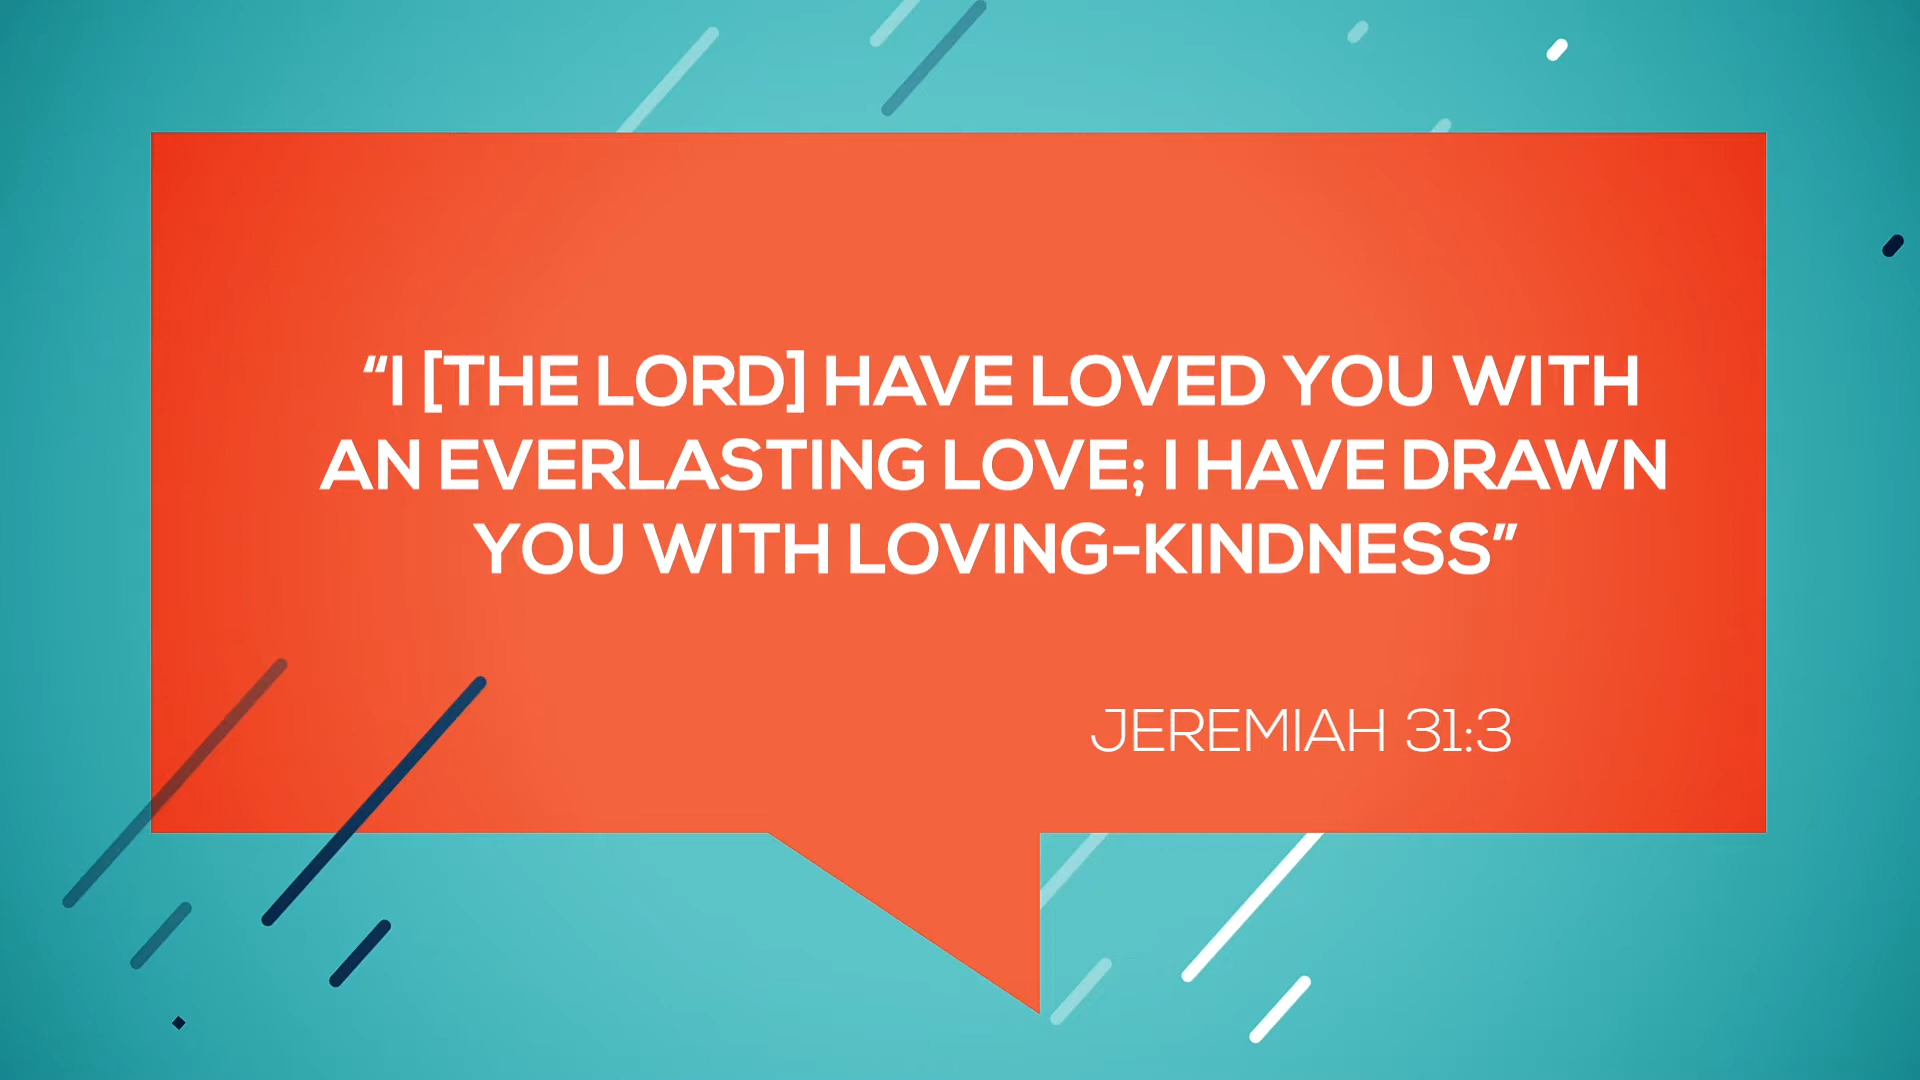 “I [THE LORD] HAVE LOVED YOU WITH
AN EVERLASTING LOVE; I HAVE DRAWN
YOU WITH LOVING-KINDNESS”
JEREMIAH 31:3